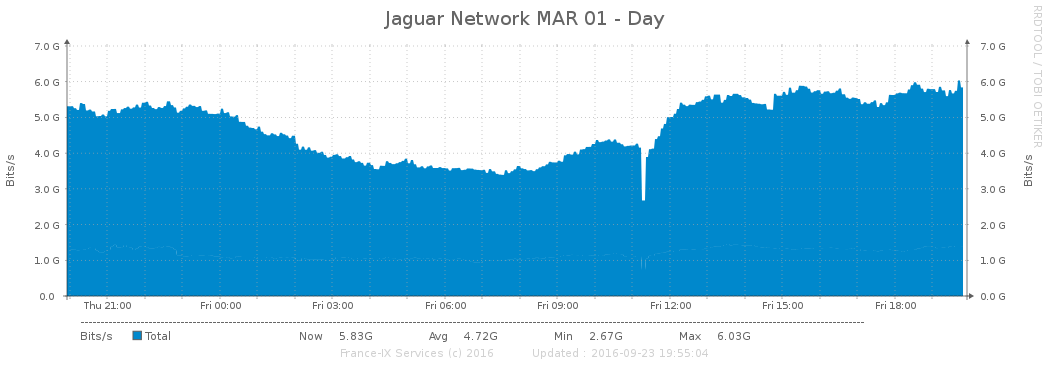 Jaguar Network MAR 01 - Day
RRDTOOL / TOBI OETIKER
7.0 G 7.0 G
6.0 G 6.0 G
5.0 G 5.0 G
4.0 G 4.0 G
3.0 G 3.0 G
2.0 G 2.0 G
1.0 G 1.0 G
0.0 0.0 G
Bits/s
Bits/s
Thu 21:00 Fri 00:00 Fri 03:00 Fri 06:00 Fri 09:00 Fri 12:00 Fri 15:00 Fri 18:00
Bits/s Total Now 5.83G Avg 4.72G Min 2.67G Max 6.03G
France-IX Services (c) 2016 Updated : 2016-09-23 19:55:04